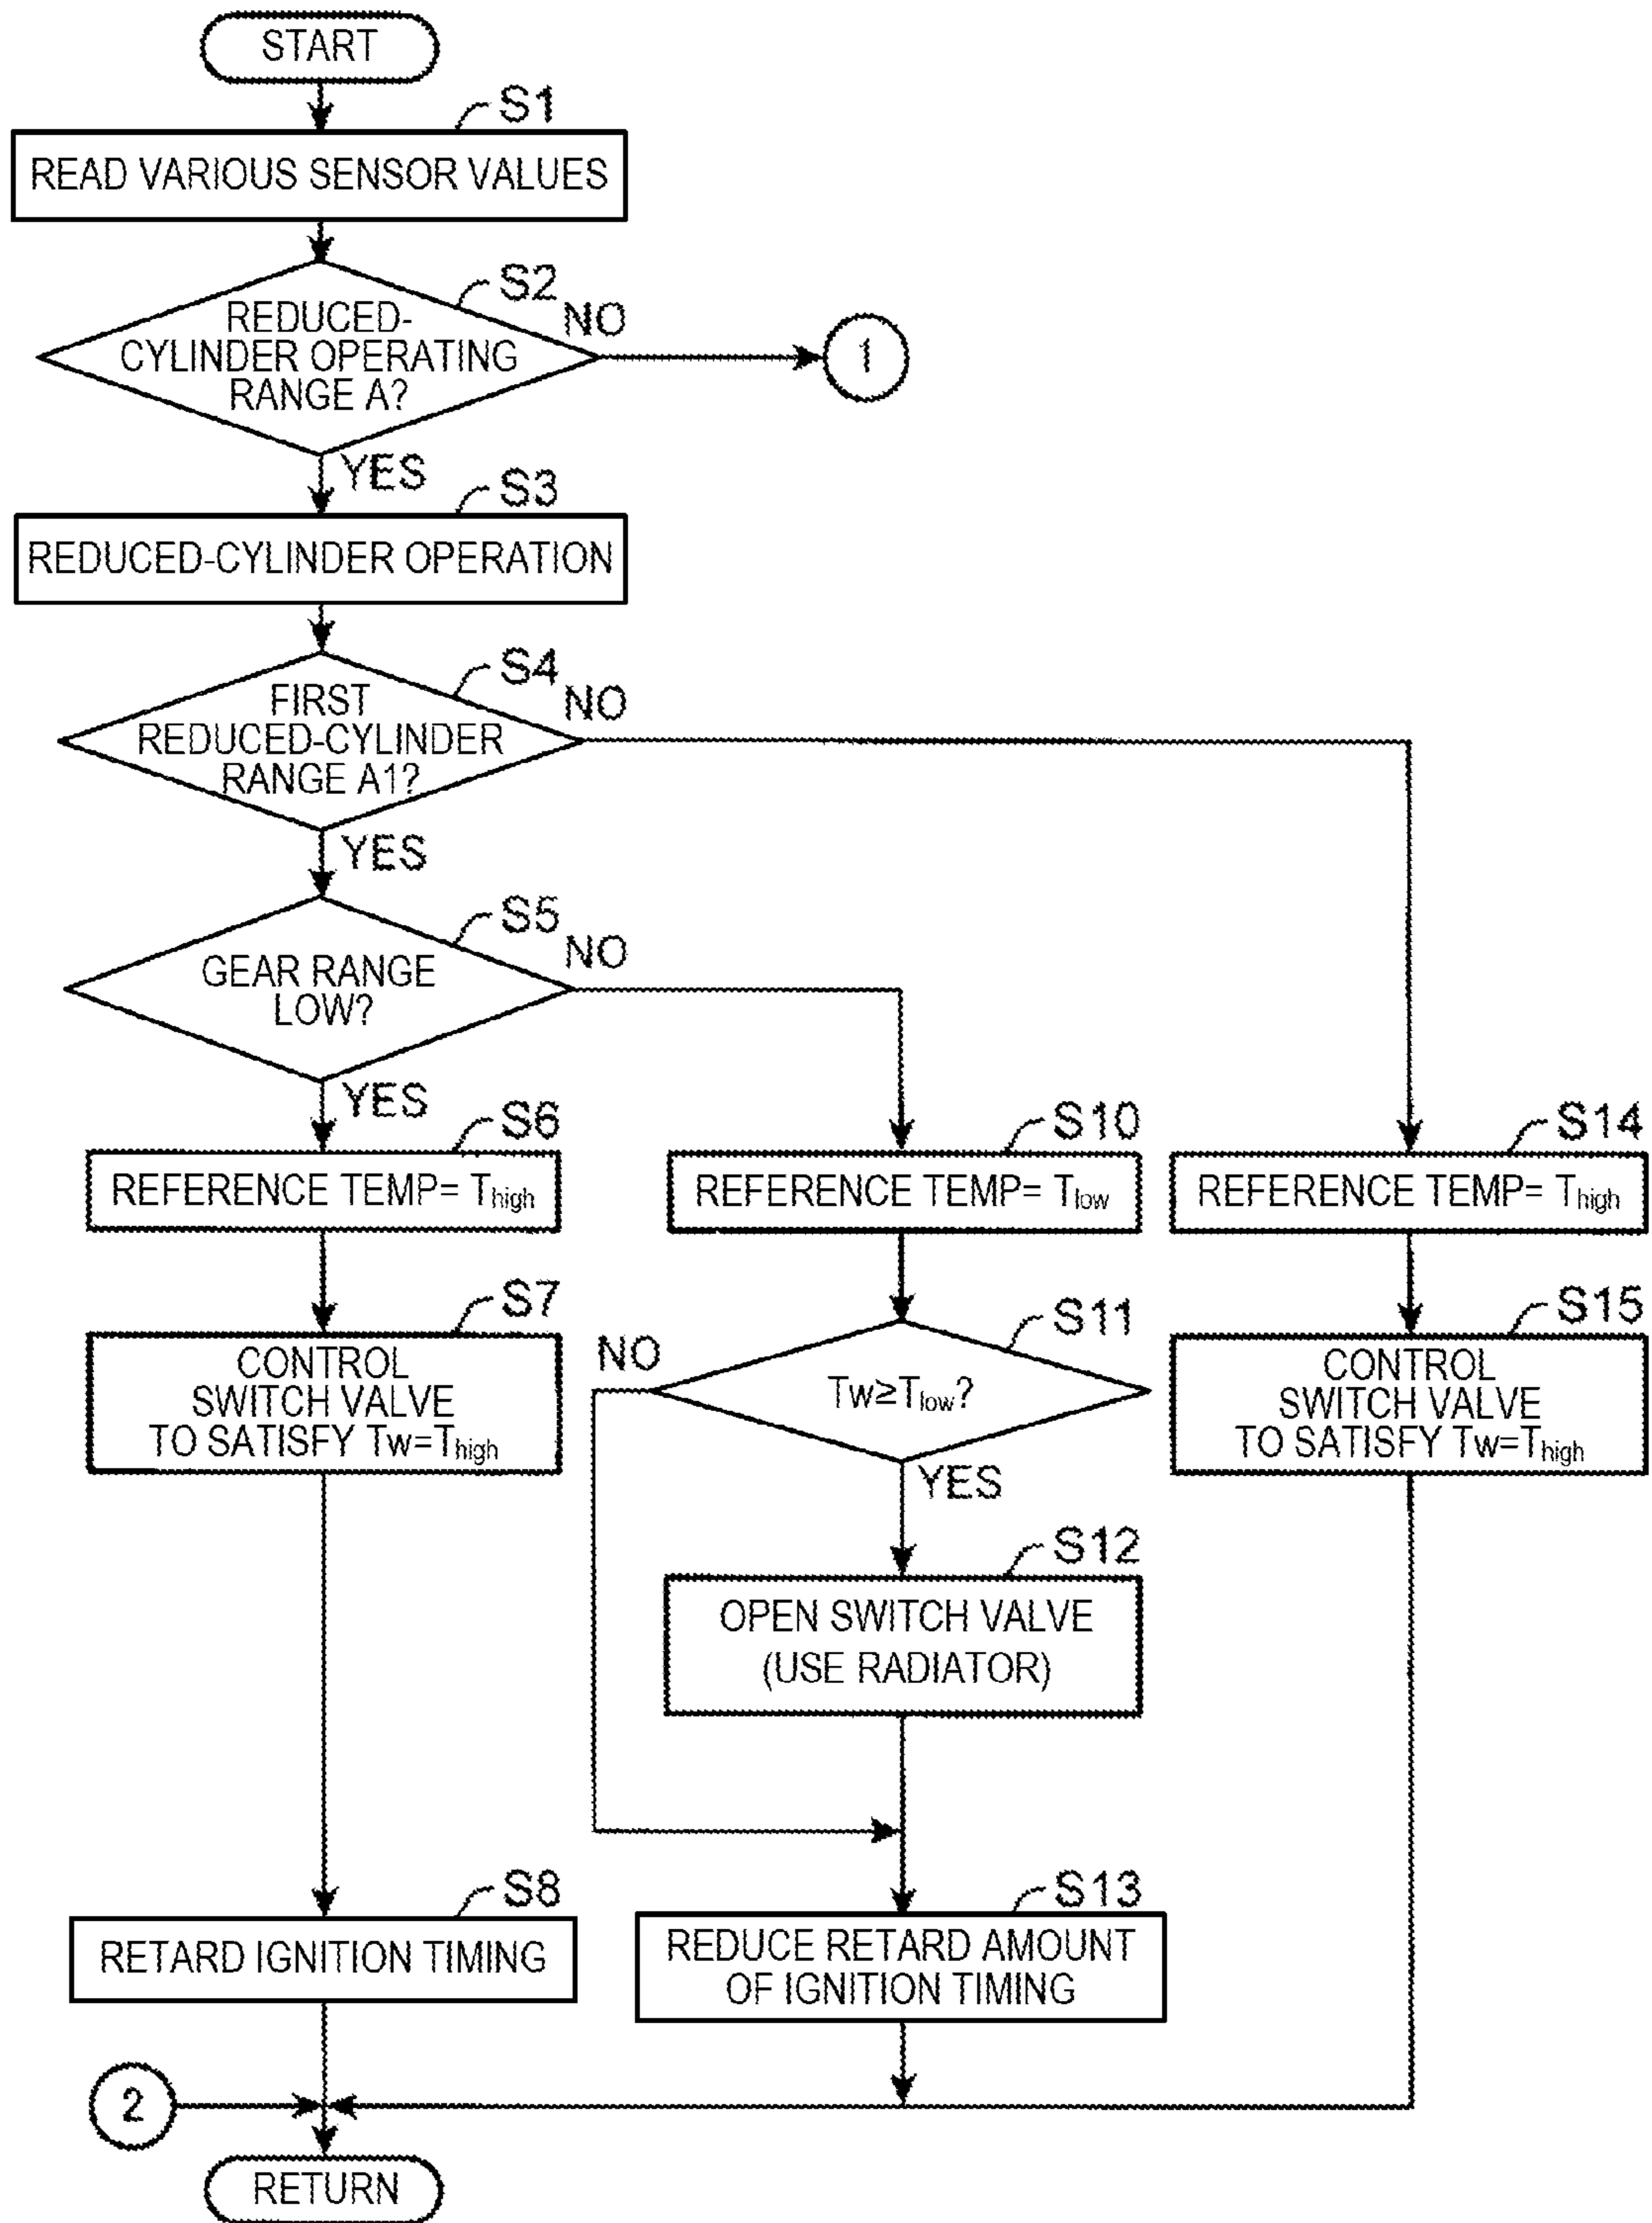 START
S1
READ VARIOUS SENSOR VALUES
S2
REDUCED-
CYLINDER OPERATING
RANGE A?
NO
1
YES
S3
REDUCED-CYLINDER OPERATION
S4
FIRST
REDUCED-CYLINDER
RANGE A1?
NO
YES
S5
GEAR RANGE
LOW?
NO
YES
S6
REFERENCE TEMP= Thigh
S7
CONTROL
SWITCH VALVE
TO SATISFY Tw=Thigh
S8
RETARD IGNITION TIMING
S10
REFERENCE TEMP= Tlow
S11
Tw≥Tlow?
NO
YES
S12
OPEN SWITCH VALVE
(USE RADIATOR)
S13
REDUCE RETARD AMOUNT
OF IGNITION TIMING
S14
REFERENCE TEMP= Thigh
S15
CONTROL
SWITCH VALVE
TO SATISFY Tw=Thigh
2
RETURN